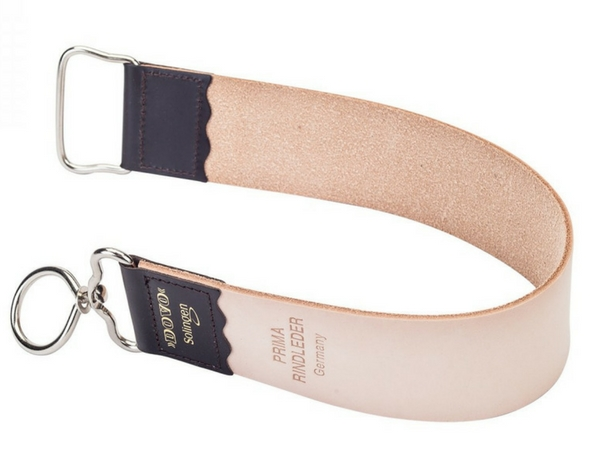 »DOVO«
Solingen
PRIMA
RINDLEDER
Germany